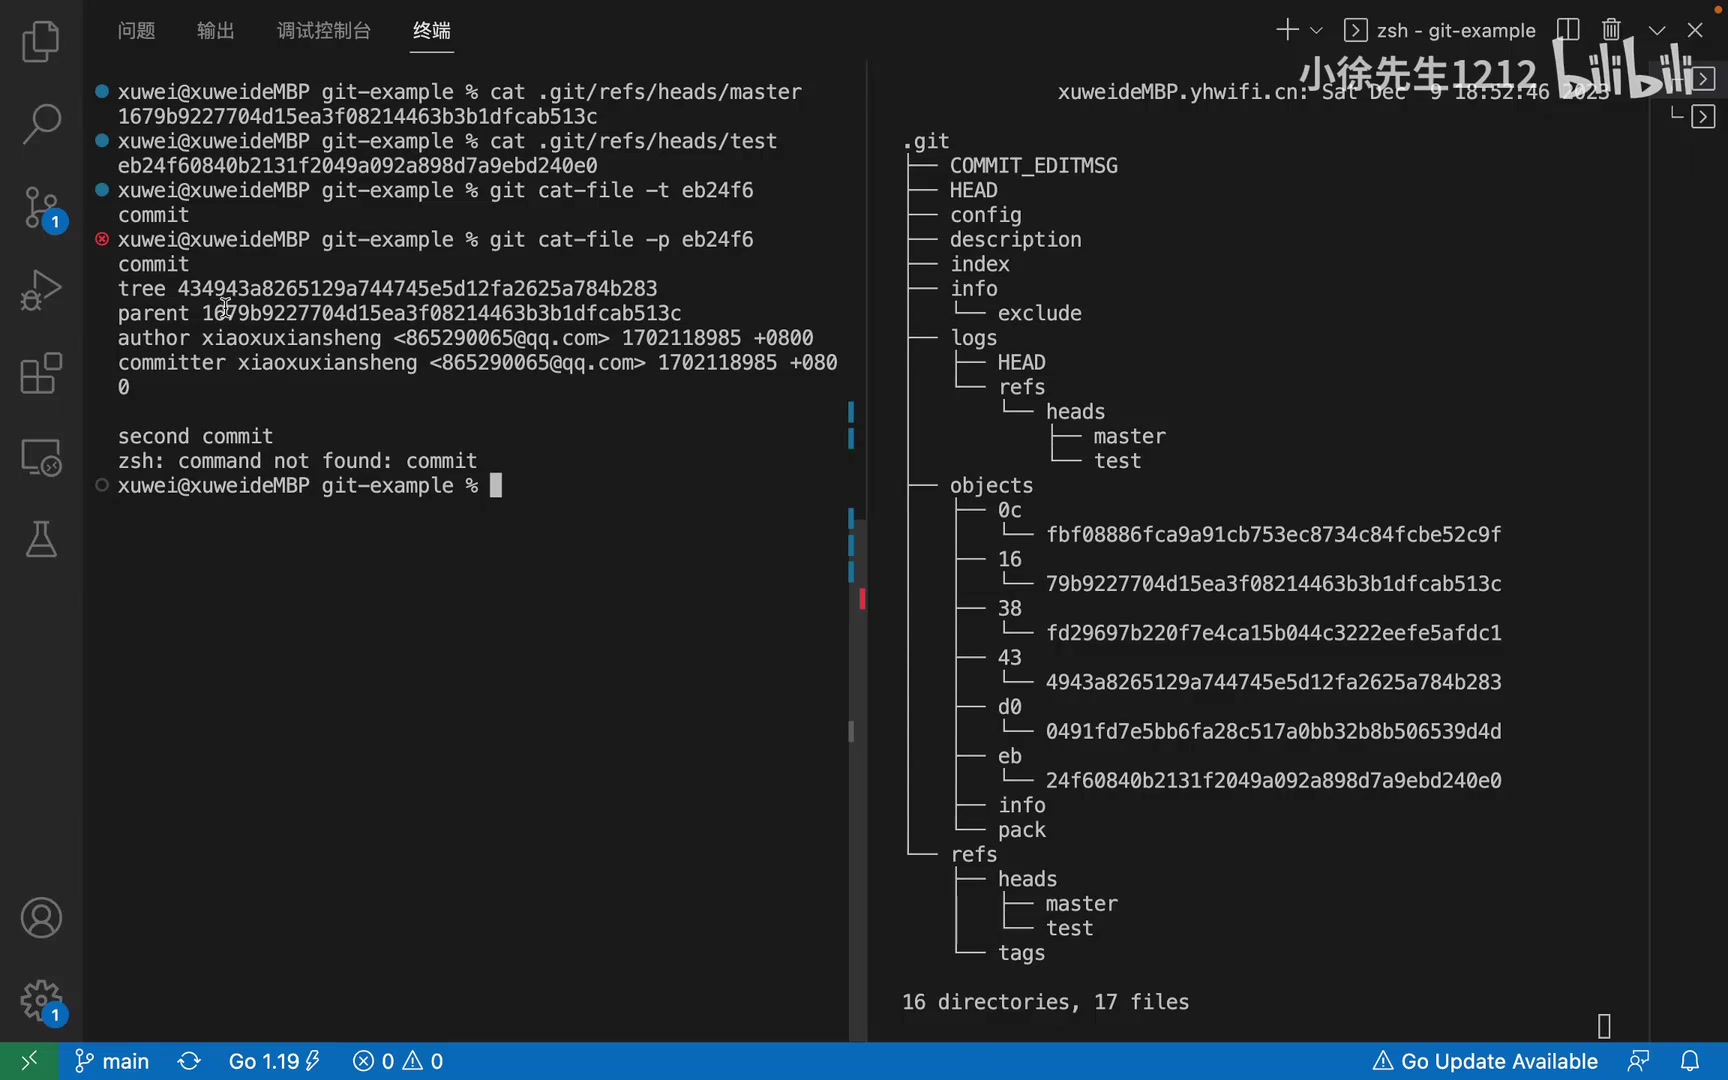 问题 输出 调试控制台 终端
zsh - git-example
小徐先生1212 bilibili
xuwei@xuweideMBP git-example % cat .git/refs/heads/master
1679b9227704d15ea3f08214463b3b1dfcab513c
xuwei@xuweideMBP git-example % cat .git/refs/heads/test
eb24f60840b2131f2049a092a898d7a9ebd240e0
xuwei@xuweideMBP git-example % git cat-file -t eb24f6
commit
xuwei@xuweideMBP git-example % git cat-file -p eb24f6
commit
tree 434943a8265129a744745e5d12fa2625a784b283
parent 1679b9227704d15ea3f08214463b3b1dfcab513c
author xiaoxuxiansheng <865290065@qq.com> 1702118985 +0800
committer xiaoxuxiansheng <865290065@qq.com> 1702118985 +080
0
second commit
zsh: command not found: commit
xuwei@xuweideMBP git-example %
xuweideMBP.yhwifi.cn: Sat Dec 9 18:52:46 2023
.git
├── COMMIT_EDITMSG
├── HEAD
├── config
├── description
├── index
├── info
│   └── exclude
├── logs
│   ├── HEAD
│   └── refs
│       └── heads
│           ├── master
│           └── test
├── objects
│   ├── 0c
│   │   └── fbf08886fca9a91cb753ec8734c84fcbe52c9f
│   ├── 16
│   │   └── 79b9227704d15ea3f08214463b3b1dfcab513c
│   ├── 38
│   │   └── fd29697b220f7e4ca15b044c3222eefe5afdc1
│   ├── 43
│   │   └── 4943a8265129a744745e5d12fa2625a784b283
│   ├── d0
│   │   └── 0491fd7e5bb6fa28c517a0bb32b8b506539d4d
│   ├── eb
│   │   └── 24f60840b2131f2049a092a898d7a9ebd240e0
│   ├── info
│   └── pack
└── refs
    ├── heads
    │   ├── master
    │   └── test
    └── tags
16 directories, 17 files
1
1
main Go 1.19 0 0 Go Update Available